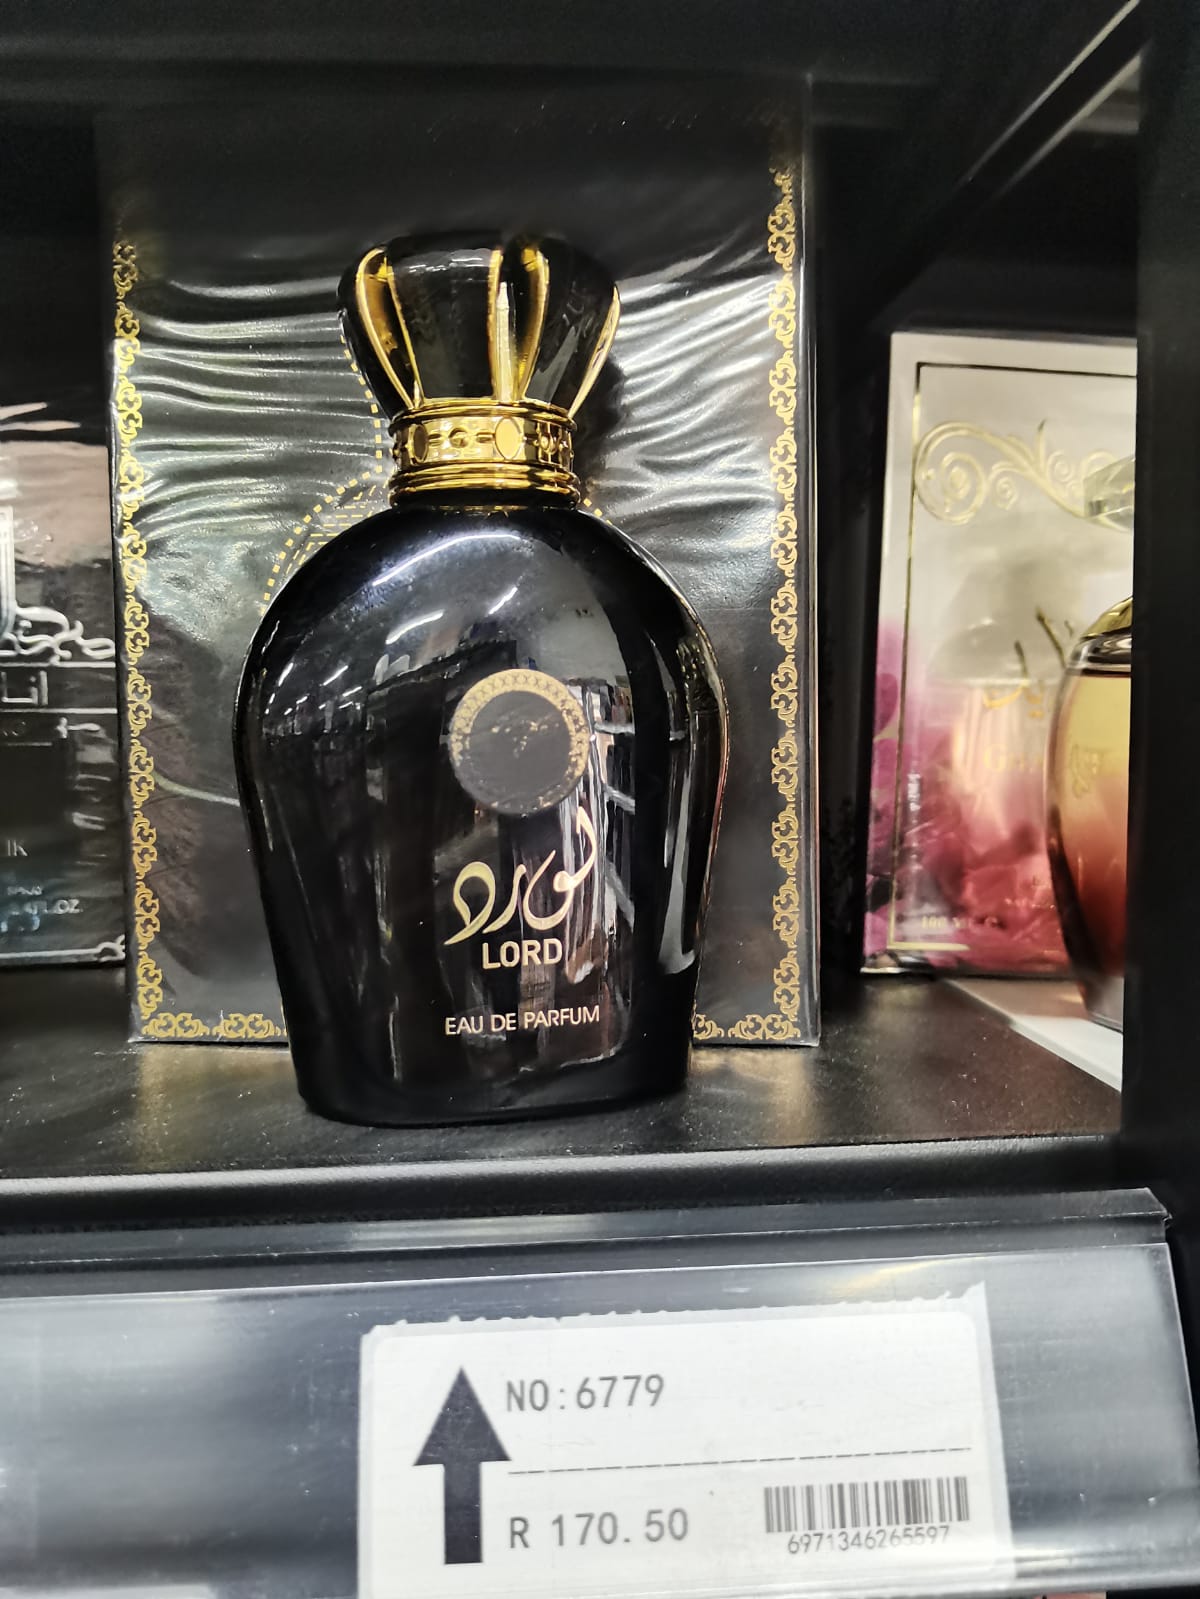 لورد
LORD
EAU DE PARFUM
NO:6779
R 170.50
6971346265597